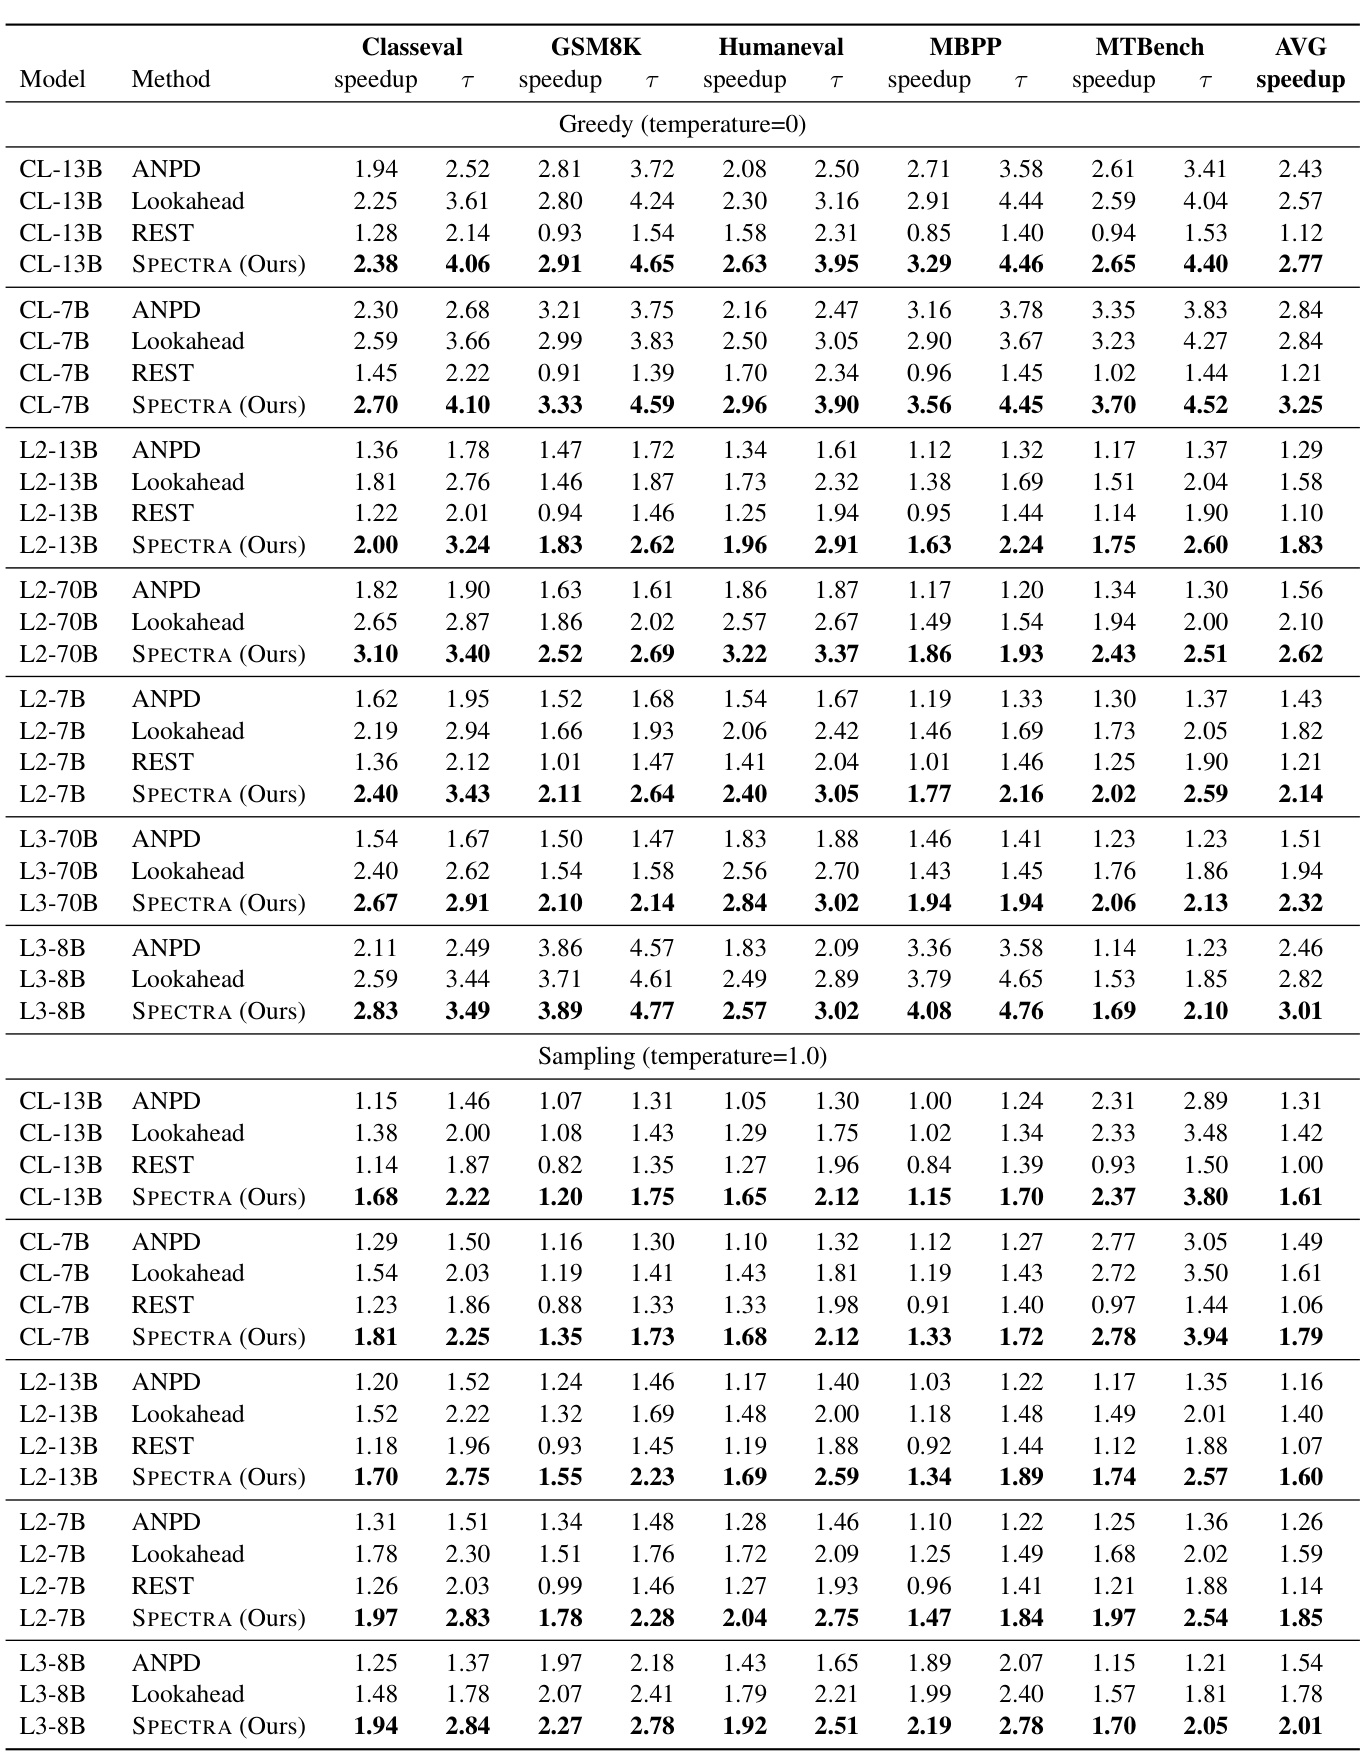 Classeval GSM8K Humaneval MBPP MTBench AVG
Model Method speedup τ speedup τ speedup τ speedup τ speedup τ speedup
Greedy (temperature=0)
CL-13B ANPD 1.94 2.52 2.81 3.72 2.08 2.50 2.71 3.58 2.61 3.41 2.43
CL-13B Lookahead 2.25 3.61 2.80 4.24 2.30 3.16 2.91 4.44 2.59 4.04 2.57
CL-13B REST 1.28 2.14 0.93 1.54 1.58 2.31 0.85 1.40 0.94 1.53 1.12
CL-13B SPECTRA (Ours) 2.38 4.06 2.91 4.65 2.63 3.95 3.29 4.46 2.65 4.40 2.77
CL-7B ANPD 2.30 2.68 3.21 3.75 2.16 2.47 3.16 3.78 3.35 3.83 2.84
CL-7B Lookahead 2.59 3.66 2.99 3.83 2.50 3.05 2.90 3.67 3.23 4.27 2.84
CL-7B REST 1.45 2.22 0.91 1.39 1.70 2.34 0.96 1.45 1.02 1.44 1.21
CL-7B SPECTRA (Ours) 2.70 4.10 3.33 4.59 2.96 3.90 3.56 4.45 3.70 4.52 3.25
L2-13B ANPD 1.36 1.78 1.47 1.72 1.34 1.61 1.12 1.32 1.17 1.37 1.29
L2-13B Lookahead 1.81 2.76 1.46 1.87 1.73 2.32 1.38 1.69 1.51 2.04 1.58
L2-13B REST 1.22 2.01 0.94 1.46 1.25 1.94 0.95 1.44 1.14 1.90 1.10
L2-13B SPECTRA (Ours) 2.00 3.24 1.83 2.62 1.96 2.91 1.63 2.24 1.75 2.60 1.83
L2-70B ANPD 1.82 1.90 1.63 1.61 1.86 1.87 1.17 1.20 1.34 1.30 1.56
L2-70B Lookahead 2.65 2.87 1.86 2.02 2.57 2.67 1.49 1.54 1.94 2.00 2.10
L2-70B SPECTRA (Ours) 3.10 3.40 2.52 2.69 3.22 3.37 1.86 1.93 2.43 2.51 2.62
L2-7B ANPD 1.62 1.95 1.52 1.68 1.54 1.67 1.19 1.33 1.30 1.37 1.43
L2-7B Lookahead 2.19 2.94 1.66 1.93 2.06 2.42 1.46 1.69 1.73 2.05 1.82
L2-7B REST 1.36 2.12 1.01 1.47 1.41 2.04 1.01 1.46 1.25 1.90 1.21
L2-7B SPECTRA (Ours) 2.40 3.43 2.11 2.64 2.40 3.05 1.77 2.16 2.02 2.59 2.14
L3-70B ANPD 1.54 1.67 1.50 1.47 1.83 1.88 1.46 1.41 1.23 1.23 1.51
L3-70B Lookahead 2.40 2.62 1.54 1.58 2.56 2.70 1.43 1.45 1.76 1.86 1.94
L3-70B SPECTRA (Ours) 2.67 2.91 2.10 2.14 2.84 3.02 1.94 1.94 2.06 2.13 2.32
L3-8B ANPD 2.11 2.49 3.86 4.57 1.83 2.09 3.36 3.58 1.14 1.23 2.46
L3-8B Lookahead 2.59 3.44 3.71 4.61 2.49 2.89 3.79 4.65 1.53 1.85 2.82
L3-8B SPECTRA (Ours) 2.83 3.49 3.89 4.77 2.57 3.02 4.08 4.76 1.69 2.10 3.01
Sampling (temperature=1.0)
CL-13B ANPD 1.15 1.46 1.07 1.31 1.05 1.30 1.00 1.24 2.31 2.89 1.31
CL-13B Lookahead 1.38 2.00 1.08 1.43 1.29 1.75 1.02 1.34 2.33 3.48 1.42
CL-13B REST 1.14 1.87 0.82 1.35 1.27 1.96 0.84 1.39 0.93 1.50 1.00
CL-13B SPECTRA (Ours) 1.68 2.22 1.20 1.75 1.65 2.12 1.15 1.70 2.37 3.80 1.61
CL-7B ANPD 1.29 1.50 1.16 1.30 1.10 1.32 1.12 1.27 2.77 3.05 1.49
CL-7B Lookahead 1.54 2.03 1.19 1.41 1.43 1.81 1.19 1.43 2.72 3.50 1.61
CL-7B REST 1.23 1.86 0.88 1.33 1.33 1.98 0.91 1.40 0.97 1.44 1.06
CL-7B SPECTRA (Ours) 1.81 2.25 1.35 1.73 1.68 2.12 1.33 1.72 2.78 3.94 1.79
L2-13B ANPD 1.20 1.52 1.24 1.46 1.17 1.40 1.03 1.22 1.17 1.35 1.16
L2-13B Lookahead 1.52 2.22 1.32 1.69 1.48 2.00 1.18 1.48 1.49 2.01 1.40
L2-13B REST 1.18 1.96 0.93 1.45 1.19 1.88 0.92 1.44 1.12 1.88 1.07
L2-13B SPECTRA (Ours) 1.70 2.75 1.55 2.23 1.69 2.59 1.34 1.89 1.74 2.57 1.60
L2-7B ANPD 1.31 1.51 1.34 1.48 1.28 1.46 1.10 1.22 1.25 1.36 1.26
L2-7B Lookahead 1.78 2.30 1.51 1.76 1.72 2.09 1.25 1.49 1.68 2.02 1.59
L2-7B REST 1.26 2.03 0.99 1.46 1.27 1.93 0.96 1.41 1.21 1.88 1.14
L2-7B SPECTRA (Ours) 1.97 2.83 1.78 2.28 2.04 2.75 1.47 1.84 1.97 2.54 1.85
L3-8B ANPD 1.25 1.37 1.97 2.18 1.43 1.65 1.89 2.07 1.15 1.21 1.54
L3-8B Lookahead 1.48 1.78 2.07 2.41 1.79 2.21 1.99 2.40 1.57 1.81 1.78
L3-8B SPECTRA (Ours) 1.94 2.84 2.27 2.78 1.92 2.51 2.19 2.78 1.70 2.05 2.01